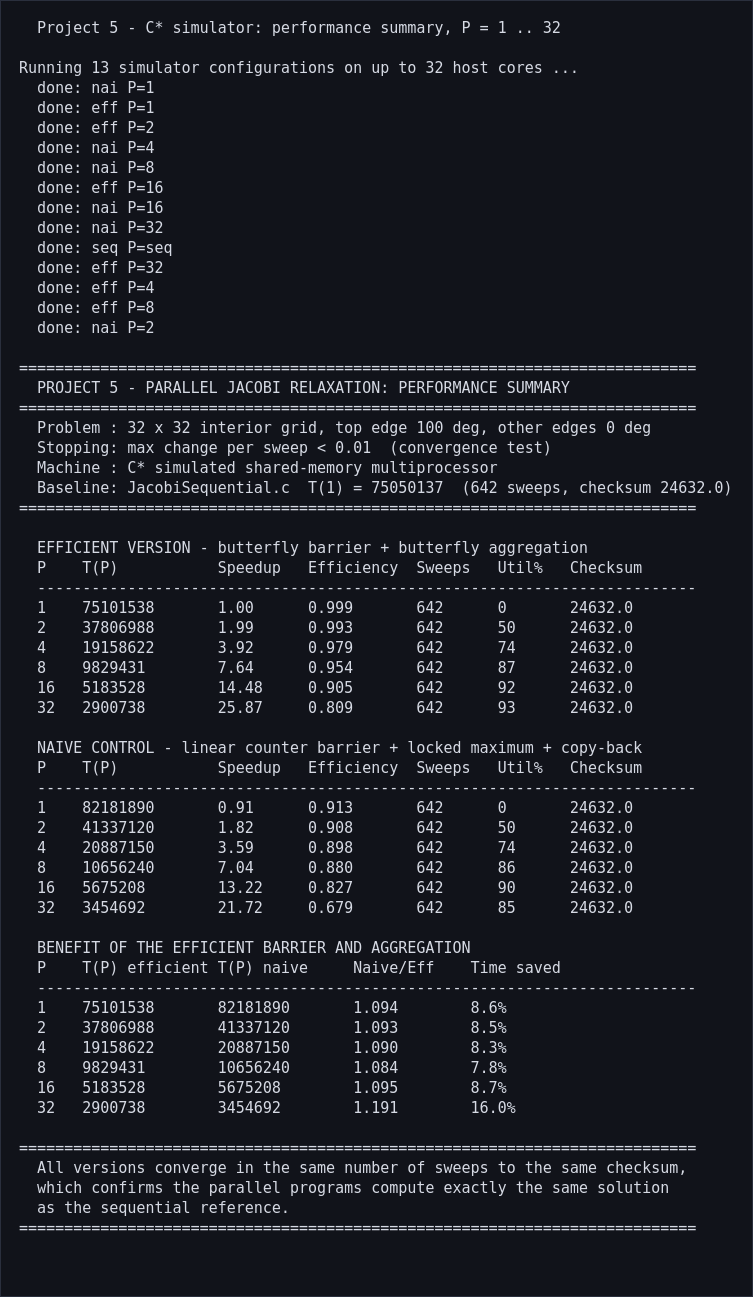 Project 5 - C* simulator: performance summary, P = 1 .. 32
Running 13 simulator configurations on up to 32 host cores ...
done: nai P=1
done: eff P=1
done: eff P=2
done: nai P=4
done: nai P=8
done: eff P=16
done: nai P=16
done: nai P=32
done: seq P=seq
done: eff P=32
done: eff P=4
done: eff P=8
done: nai P=2
===========================================================================
PROJECT 5 - PARALLEL JACOBI RELAXATION: PERFORMANCE SUMMARY
===========================================================================
Problem : 32 x 32 interior grid, top edge 100 deg, other edges 0 deg
Stopping: max change per sweep < 0.01  (convergence test)
Machine : C* simulated shared-memory multiprocessor
Baseline: JacobiSequential.c  T(1) = 75050137  (642 sweeps, checksum 24632.0)
===========================================================================
EFFICIENT VERSION - butterfly barrier + butterfly aggregation
P    T(P)           Speedup   Efficiency  Sweeps   Util%   Checksum
-------------------------------------------------------------------------
1    75101538       1.00      0.999       642      0       24632.0
2    37806988       1.99      0.993       642      50      24632.0
4    19158622       3.92      0.979       642      74      24632.0
8    9829431        7.64      0.954       642      87      24632.0
16   5183528        14.48     0.905       642      92      24632.0
32   2900738        25.87     0.809       642      93      24632.0
NAIVE CONTROL - linear counter barrier + locked maximum + copy-back
P    T(P)           Speedup   Efficiency  Sweeps   Util%   Checksum
-------------------------------------------------------------------------
1    82181890       0.91      0.913       642      0       24632.0
2    41337120       1.82      0.908       642      50      24632.0
4    20887150       3.59      0.898       642      74      24632.0
8    10656240       7.04      0.880       642      86      24632.0
16   5675208        13.22     0.827       642      90      24632.0
32   3454692        21.72     0.679       642      85      24632.0
BENEFIT OF THE EFFICIENT BARRIER AND AGGREGATION
P    T(P) efficient T(P) naive     Naive/Eff    Time saved
-------------------------------------------------------------------------
1    75101538       82181890       1.094        8.6%
2    37806988       41337120       1.093        8.5%
4    19158622       20887150       1.090        8.3%
8    9829431        10656240       1.084        7.8%
16   5183528        5675208        1.095        8.7%
32   2900738        3454692        1.191        16.0%
===========================================================================
All versions converge in the same number of sweeps to the same checksum,
which confirms the parallel programs compute exactly the same solution
as the sequential reference.
===========================================================================